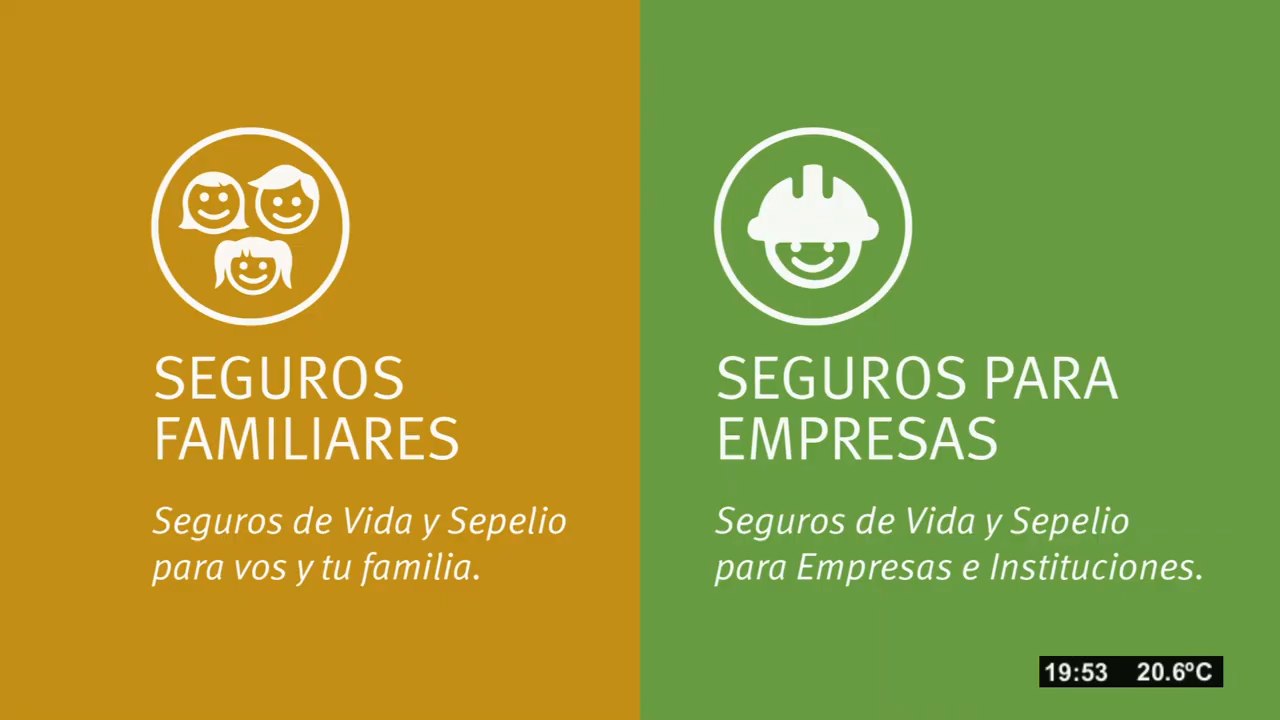 SEGUROS
FAMILIARES
Seguros de Vida y Sepelio
para vos y tu familia.
SEGUROS PARA
EMPRESAS
Seguros de Vida y Sepelio
para Empresas e Instituciones.
19:53 20.6ºC